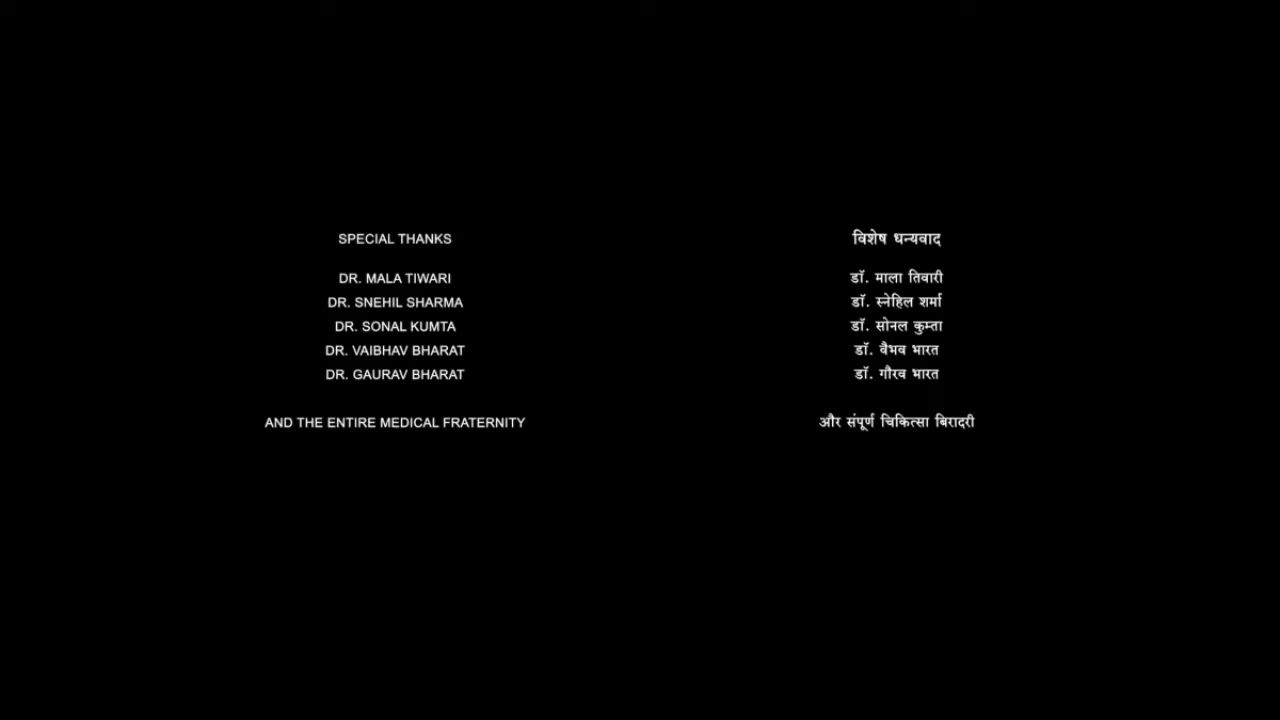 SPECIAL THANKS
DR. MALA TIWARI
DR. SNEHIL SHARMA
DR. SONAL KUMTA
DR. VAIBHAV BHARAT
DR. GAURAV BHARAT
AND THE ENTIRE MEDICAL FRATERNITY
विशेष धन्यवाद
डॉ. माला तिवारी
डॉ. स्नेहिल शर्मा
डॉ. सोनल कुम्ता
डॉ. वैभव भारत
डॉ. गौरव भारत
और संपूर्ण चिकित्सा बिरादरी